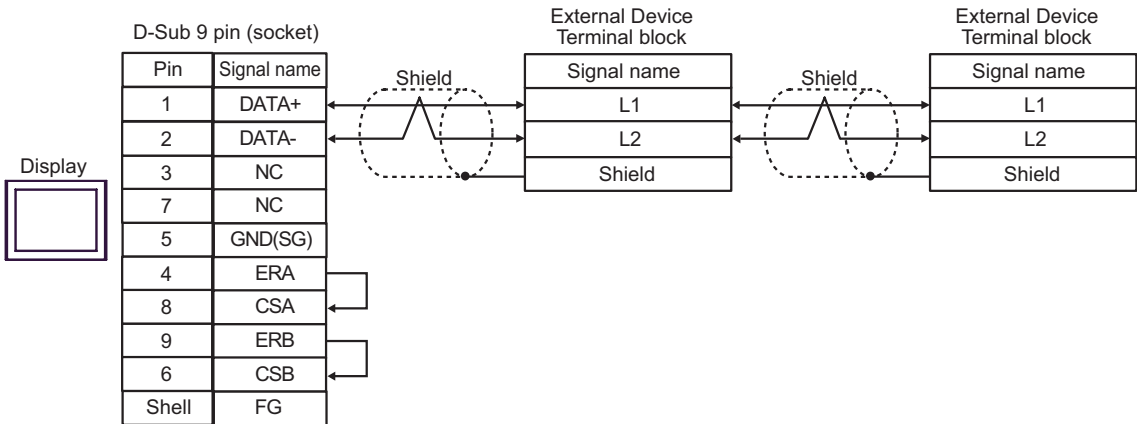 External Device
Terminal block
External Device
Terminal block
D-Sub 9 pin (socket)
Pin Signal name
Shield
Signal name
Shield
Signal name
1 DATA+
L1
L1
2 DATA-
L2
L2
Display
3 NC
Shield
Shield
7 NC
5 GND(SG)
4 ERA
8 CSA
9 ERB
6 CSB
Shell FG